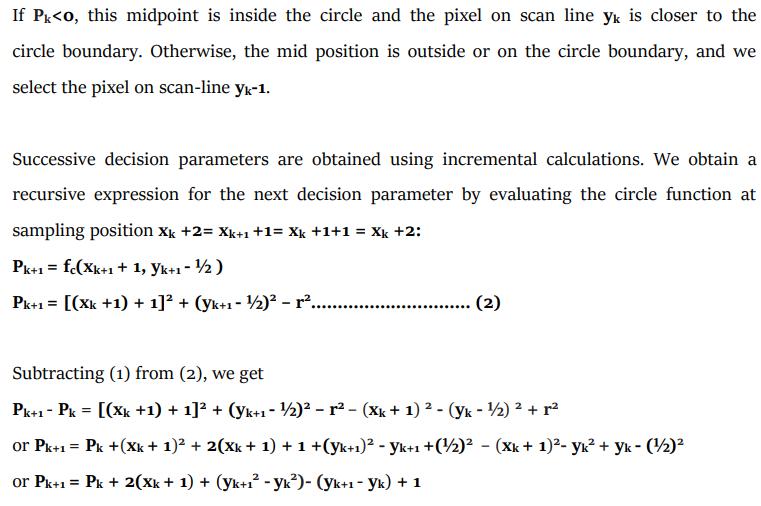 If Pₖ<0, this midpoint is inside the circle and the pixel on scan line yₖ is closer to the
circle boundary. Otherwise, the mid position is outside or on the circle boundary, and we
select the pixel on scan-line yₖ-1.
Successive decision parameters are obtained using incremental calculations. We obtain a
recursive expression for the next decision parameter by evaluating the circle function at
sampling position xₖ +2= xₖ₊₁ +1= xₖ +1+1 = xₖ +2:
Pₖ₊₁ = f꜀(xₖ₊₁ + 1, yₖ₊₁ - ½ )
Pₖ₊₁ = [(xₖ +1) + 1]² + (yₖ₊₁ - ½)² – r²............................... (2)
Subtracting (1) from (2), we get
Pₖ₊₁ - Pₖ = [(xₖ +1) + 1]² + (yₖ₊₁ - ½)² – r² – (xₖ + 1) ² - (yₖ - ½) ² + r²
or Pₖ₊₁ = Pₖ +(xₖ + 1)² + 2(xₖ + 1) + 1 +(yₖ₊₁)² - yₖ₊₁ +(½)² – (xₖ + 1)²- yₖ² + yₖ - (½)²
or Pₖ₊₁ = Pₖ + 2(xₖ + 1) + (yₖ₊₁² - yₖ²)- (yₖ₊₁ - yₖ) + 1